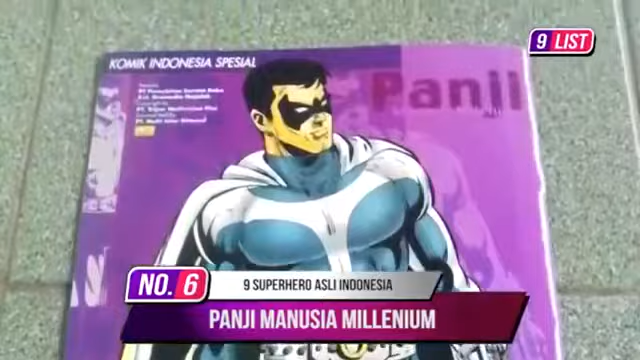 9 LIST
KOMIK INDONESIA SPESIAL
Panji
NO. 6
9 SUPERHERO ASLI INDONESIA
PANJI MANUSIA MILLENIUM